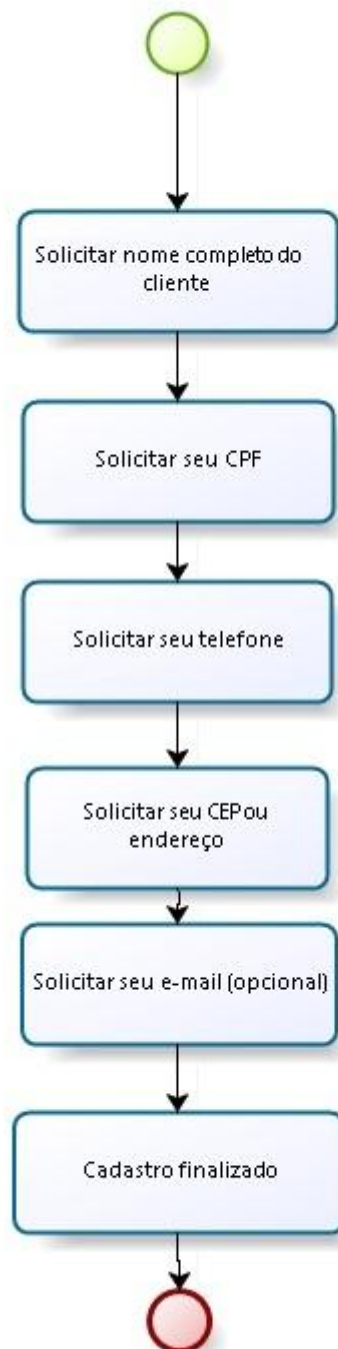 Solicitar nome completo do
cliente
Solicitar seu CPF
Solicitar seu telefone
Solicitar seu CEPou
endereço
Solicitar seu e-mail (opcional)
Cadastro finalizado